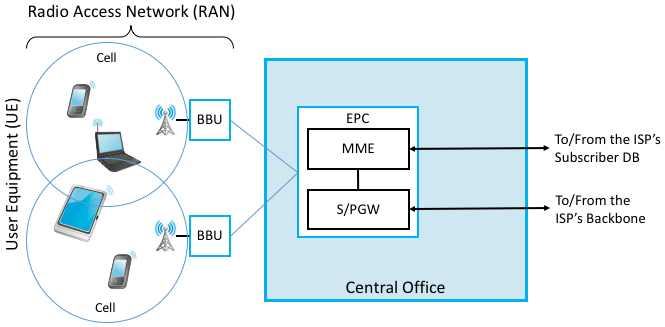 Radio Access Network (RAN)
Cell
User Equipment (UE)
BBU
BBU
Cell
EPC
MME
S/PGW
Central Office
To/From the ISP's
Subscriber DB
To/From the
ISP's Backbone